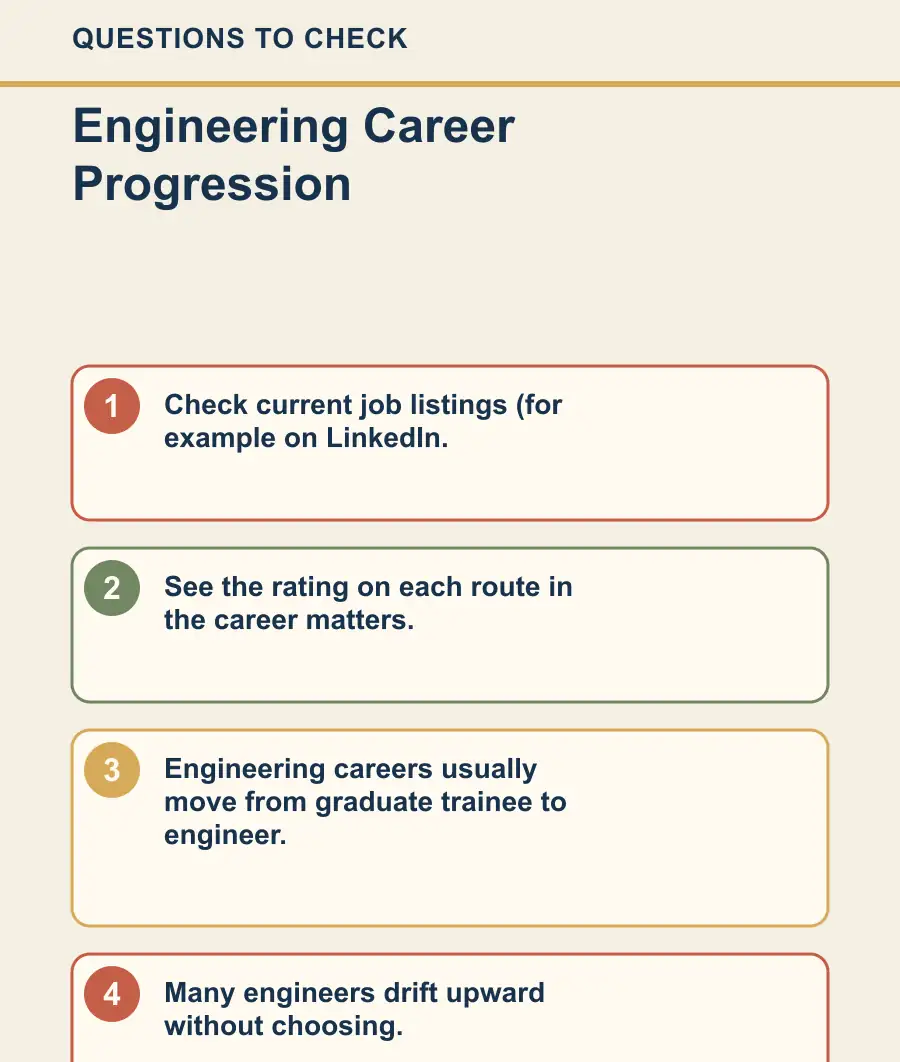 QUESTIONS TO CHECK
Engineering Career
Progression
1
Check current job listings (for
example on LinkedIn.
2
See the rating on each route in
the career matters.
3
Engineering careers usually
move from graduate trainee to
engineer.
4
Many engineers drift upward
without choosing.